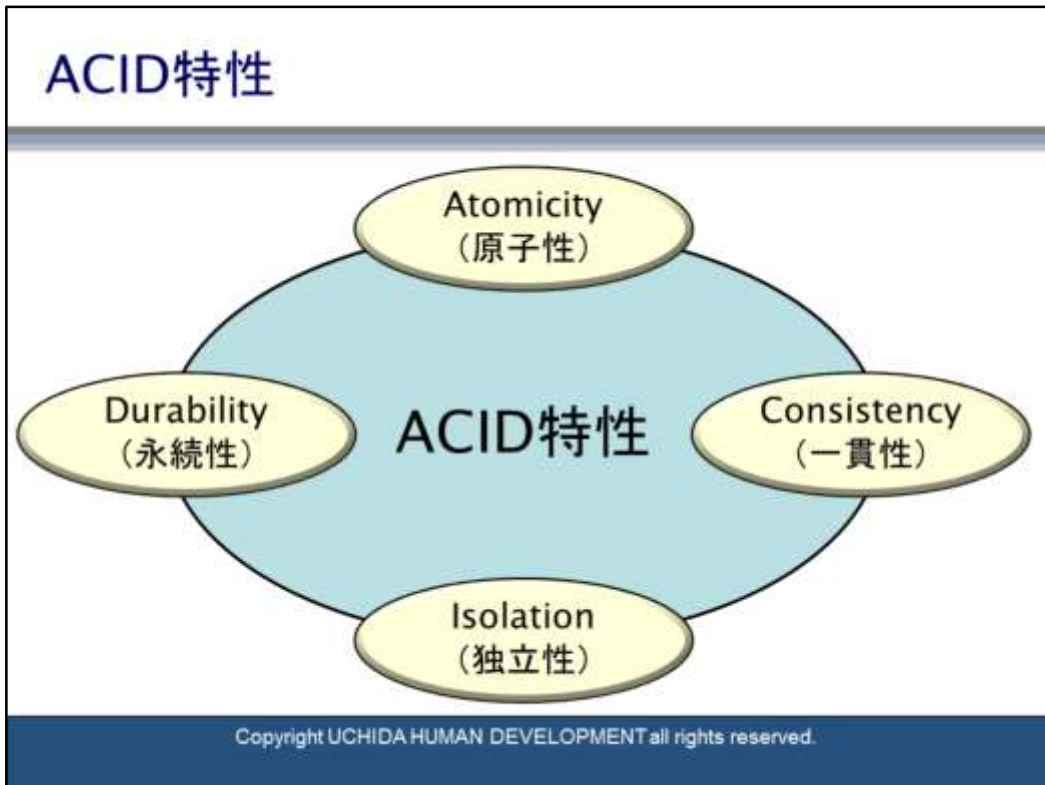 ACID特性
Atomicity
（原子性）
Durability
（永続性）
ACID特性
Consistency
（一貫性）
Isolation
（独立性）
Copyright UCHIDA HUMAN DEVELOPMENT all rights reserved.